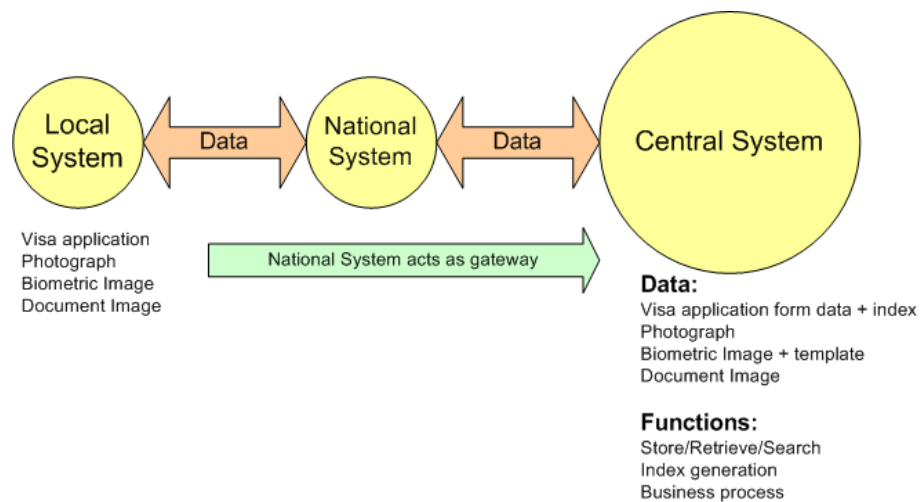 Local
System
Data
National
System
Data
Central System
Visa application
Photograph
Biometric Image
Document Image
National System acts as gateway
Data:
Visa application form data + index
Photograph
Biometric Image + template
Document Image
Functions:
Store/Retrieve/Search
Index generation
Business process